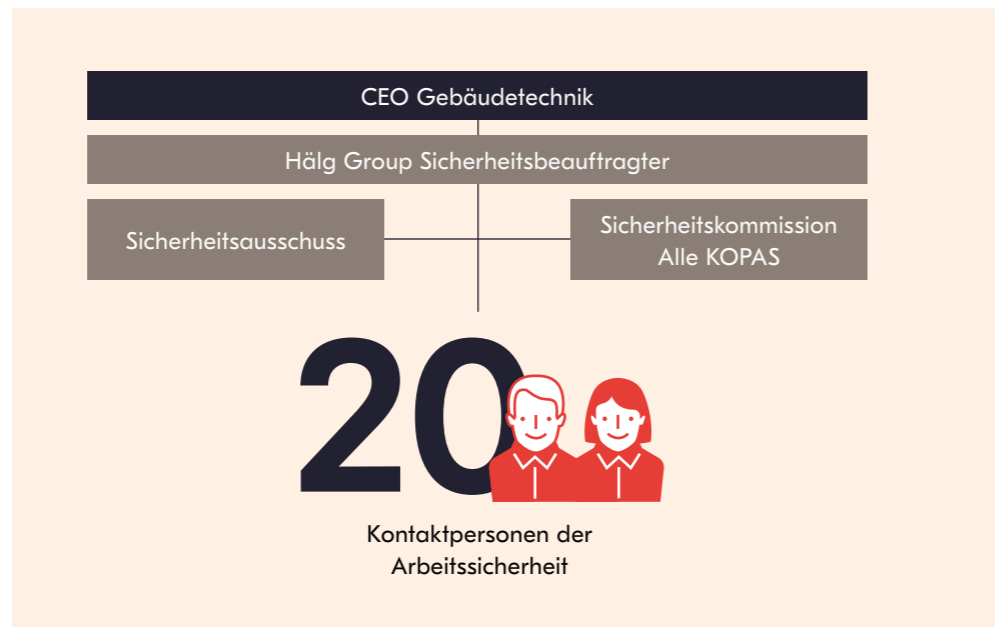 CEO Gebäudetechnik
Hälg Group Sicherheitsbeauftragter
Sicherheitsausschuss
Sicherheitskommission
Alle KOPAS
20
Kontaktpersonen der
Arbeitssicherheit